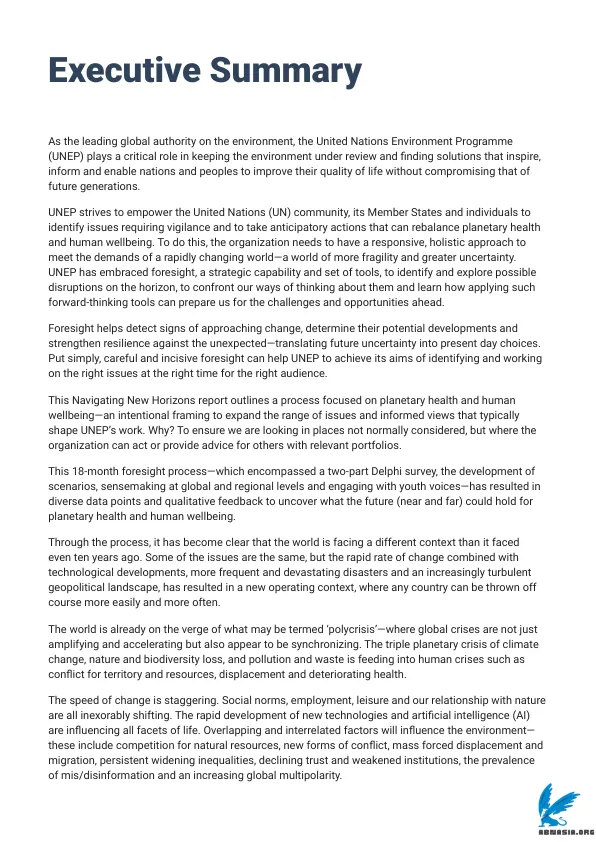 Executive Summary
As the leading global authority on the environment, the United Nations Environment Programme
(UNEP) plays a critical role in keeping the environment under review and finding solutions that inspire,
inform and enable nations and peoples to improve their quality of life without compromising that of
future generations.
UNEP strives to empower the United Nations (UN) community, its Member States and individuals to
identify issues requiring vigilance and to take anticipatory actions that can rebalance planetary health
and human wellbeing. To do this, the organization needs to have a responsive, holistic approach to
meet the demands of a rapidly changing world—a world of more fragility and greater uncertainty.
UNEP has embraced foresight, a strategic capability and set of tools, to identify and explore possible
disruptions on the horizon, to confront our ways of thinking about them and learn how applying such
forward-thinking tools can prepare us for the challenges and opportunities ahead.
Foresight helps detect signs of approaching change, determine their potential developments and
strengthen resilience against the unexpected—translating future uncertainty into present day choices.
Put simply, careful and incisive foresight can help UNEP to achieve its aims of identifying and working
on the right issues at the right time for the right audience.
This Navigating New Horizons report outlines a process focused on planetary health and human
wellbeing—an intentional framing to expand the range of issues and informed views that typically
shape UNEP's work. Why? To ensure we are looking in places not normally considered, but where the
organization can act or provide advice for others with relevant portfolios.
This 18-month foresight process—which encompassed a two-part Delphi survey, the development of
scenarios, sensemaking at global and regional levels and engaging with youth voices—has resulted in
diverse data points and qualitative feedback to uncover what the future (near and far) could hold for
planetary health and human wellbeing.
Through the process, it has become clear that the world is facing a different context than it faced
even ten years ago. Some of the issues are the same, but the rapid rate of change combined with
technological developments, more frequent and devastating disasters and an increasingly turbulent
geopolitical landscape, has resulted in a new operating context, where any country can be thrown off
course more easily and more often.
The world is already on the verge of what may be termed 'polycrisis'—where global crises are not just
amplifying and accelerating but also appear to be synchronizing. The triple planetary crisis of climate
change, nature and biodiversity loss, and pollution and waste is feeding into human crises such as
conflict for territory and resources, displacement and deteriorating health.
The speed of change is staggering. Social norms, employment, leisure and our relationship with nature
are all inexorably shifting. The rapid development of new technologies and artificial intelligence (AI)
are influencing all facets of life. Overlapping and interrelated factors will influence the environment—
these include competition for natural resources, new forms of conflict, mass forced displacement and
migration, persistent widening inequalities, declining trust and weakened institutions, the prevalence
of mis/disinformation and an increasing global multipolarity.
ABNASIA.ORG